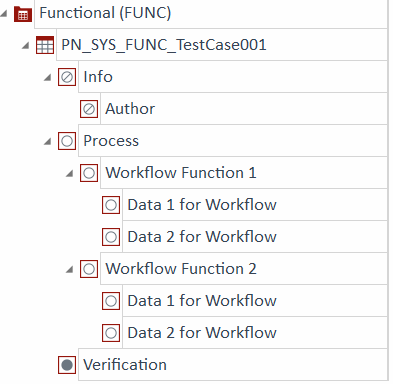 Functional (FUNC)
PN_SYS_FUNC_TestCase001
Info
Author
Process
Workflow Function 1
Data 1 for Workflow
Data 2 for Workflow
Workflow Function 2
Data 1 for Workflow
Data 2 for Workflow
Verification